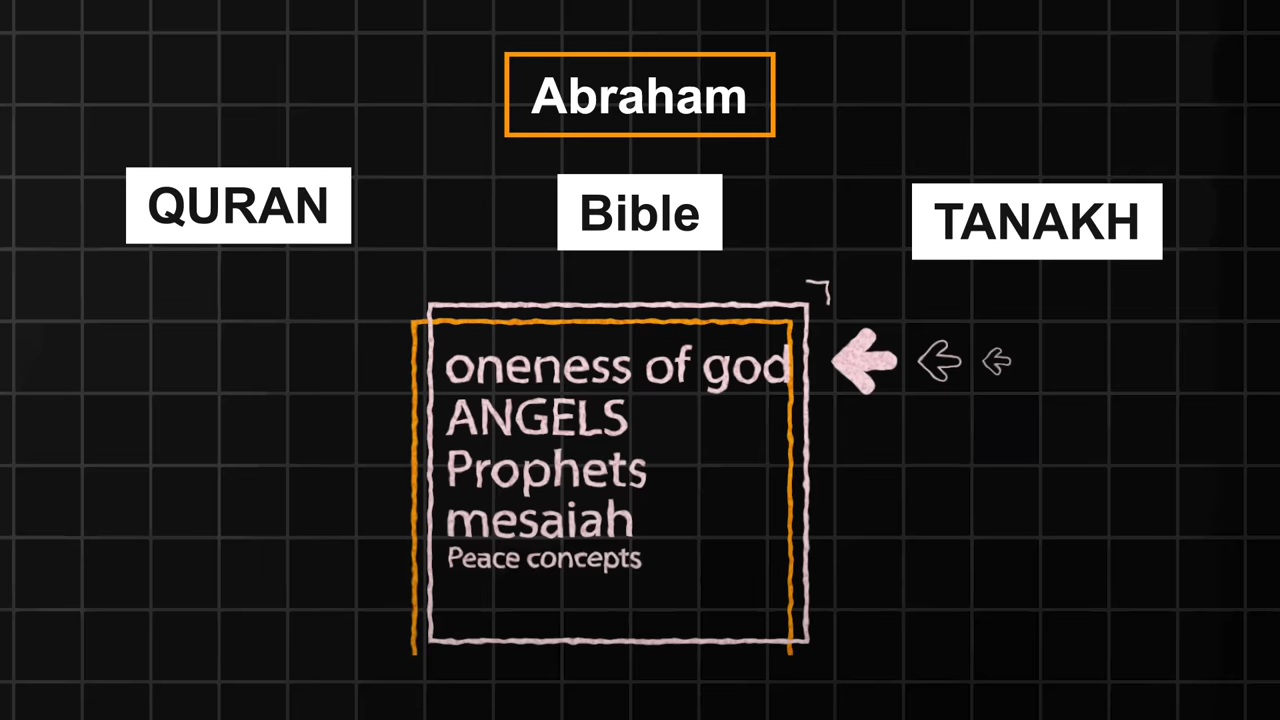 Abraham
QURAN
Bible
TANAKH
oneness of god
ANGELS
Prophets
mesaiah
Peace concepts